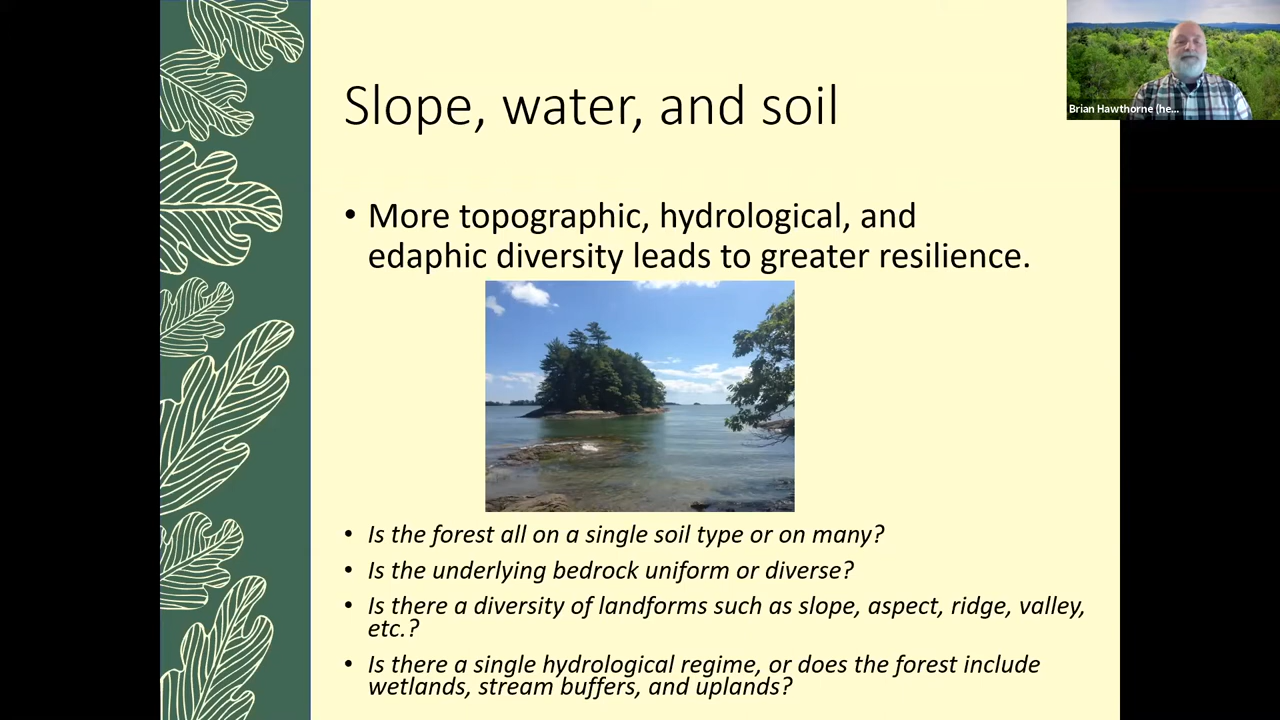 Slope, water, and soil
Brian Hawthorne (he...
• More topographic, hydrological, and
edaphic diversity leads to greater resilience.
• Is the forest all on a single soil type or on many?
• Is the underlying bedrock uniform or diverse?
• Is there a diversity of landforms such as slope, aspect, ridge, valley,
etc.?
• Is there a single hydrological regime, or does the forest include
wetlands, stream buffers, and uplands?